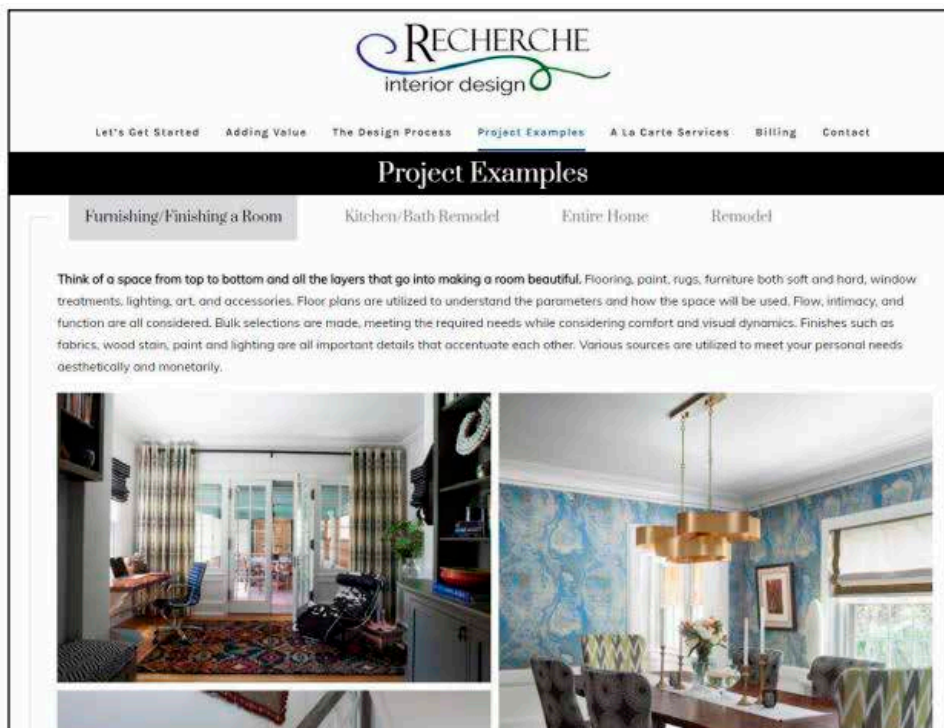 RECHERCHE
interior design
Let's Get Started Adding Value The Design Process Project Examples A La Carte Services Billing Contact
Project Examples
Furnishing/Finishing a Room Kitchen/Bath Remodel Entire Home Remodel
Think of a space from top to bottom and all the layers that go into making a room beautiful. Flooring, paint, rugs, furniture both soft and hard, window
treatments, lighting, art, and accessories. Floor plans are utilized to understand the parameters and how the space will be used. Flow, intimacy, and
function are all considered. Bulk selections are made, meeting the required needs while considering comfort and visual dynamics. Finishes such as
fabrics, wood stain, paint and lighting are all important details that accentuate each other. Various sources are utilized to meet your personal needs
aesthetically and monetarily.